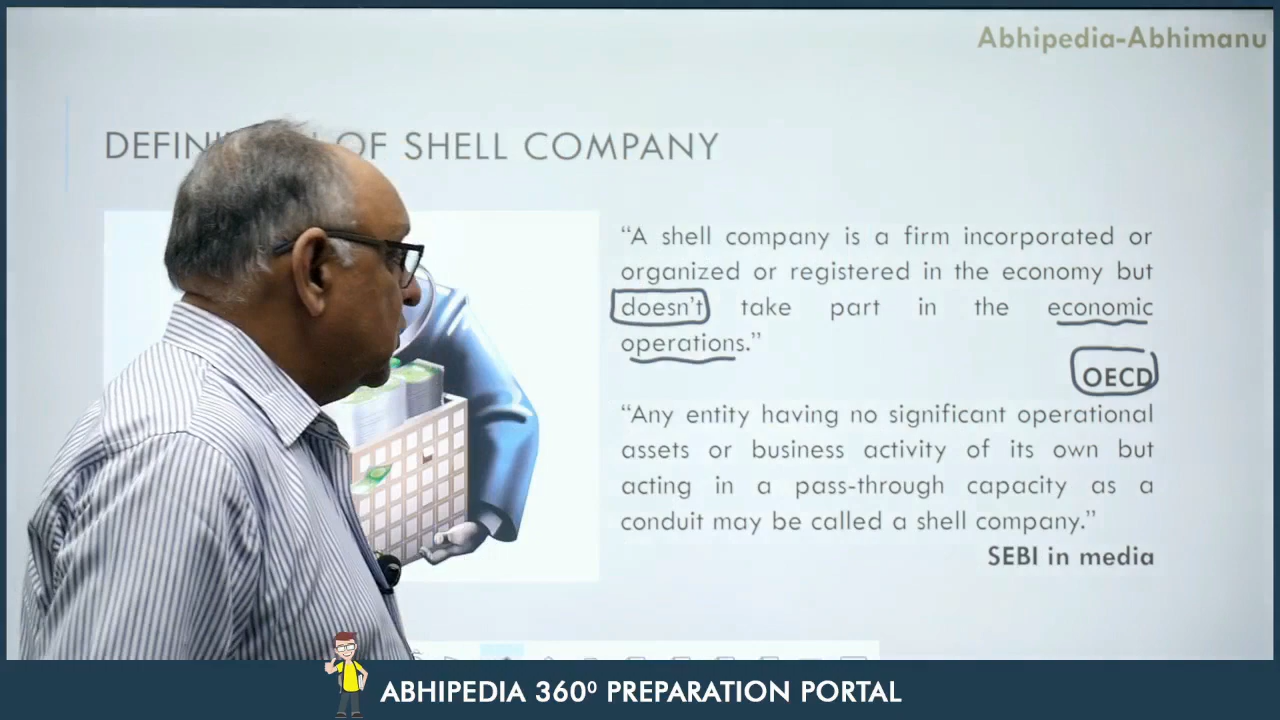 Abhipedia-Abhimanu
OF SHELL COMPANY
“A shell company is a firm incorporated or
organized or registered in the economy but
doesn't take part in the economic
operations.”
OECD
“Any entity having no significant operational
assets or business activity of its own but
acting in a pass-through capacity as a
conduit may be called a shell company.”
SEBI in media
ABHIPEDIA 360⁰ PREPARATION PORTAL